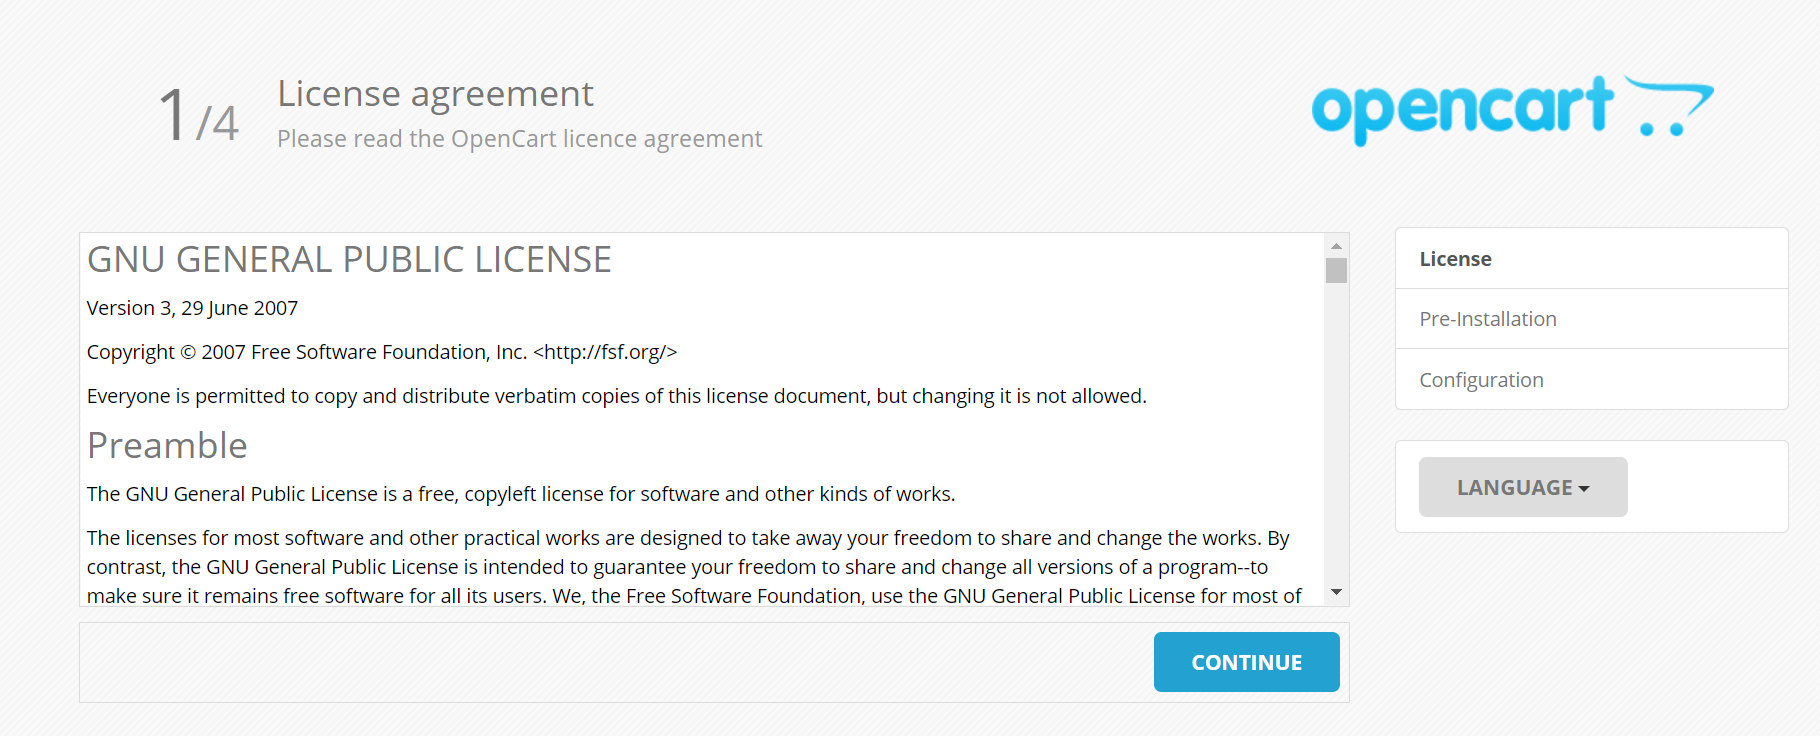 1/4
License agreement
Please read the OpenCart licence agreement
opencart
GNU GENERAL PUBLIC LICENSE
Version 3, 29 June 2007
Copyright © 2007 Free Software Foundation, Inc. <http://fsf.org/>
Everyone is permitted to copy and distribute verbatim copies of this license document, but changing it is not allowed.
Preamble
The GNU General Public License is a free, copyleft license for software and other kinds of works.
The licenses for most software and other practical works are designed to take away your freedom to share and change the works. By
contrast, the GNU General Public License is intended to guarantee your freedom to share and change all versions of a program--to
make sure it remains free software for all its users. We, the Free Software Foundation, use the GNU General Public License for most of
CONTINUE
License
Pre-Installation
Configuration
LANGUAGE